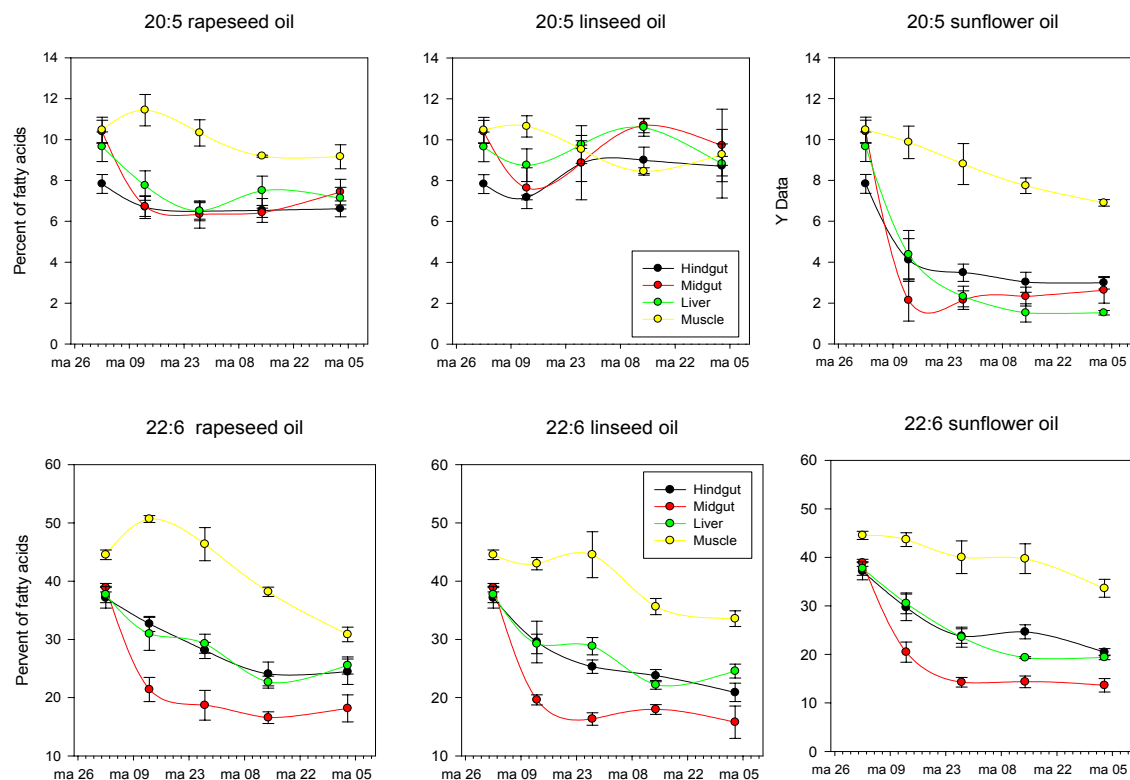 20:5 rapeseed oil
20:5 linseed oil
20:5 sunflower oil
Percent of fatty acids
14
12
10
8
6
4
2
0
ma 26 ma 09 ma 23 ma 08 ma 22 ma 05
14
12
10
8
6
4
2
0
Hindgut
Midgut
Liver
Muscle
ma 26 ma 09 ma 23 ma 08 ma 22 ma 05
Y Data
14
12
10
8
6
4
2
0
ma 26 ma 09 ma 23 ma 08 ma 22 ma 05
22:6 rapeseed oil
22:6 linseed oil
22:6 sunflower oil
Pervent of fatty acids
60
50
40
30
20
10
ma 26 ma 09 ma 23 ma 08 ma 22 ma 05
60
50
40
30
20
10
Hindgut
Midgut
Liver
Muscle
ma 26 ma 09 ma 23 ma 08 ma 22 ma 05
60
50
40
30
20
10
0
ma 26 ma 09 ma 23 ma 08 ma 22 ma 05